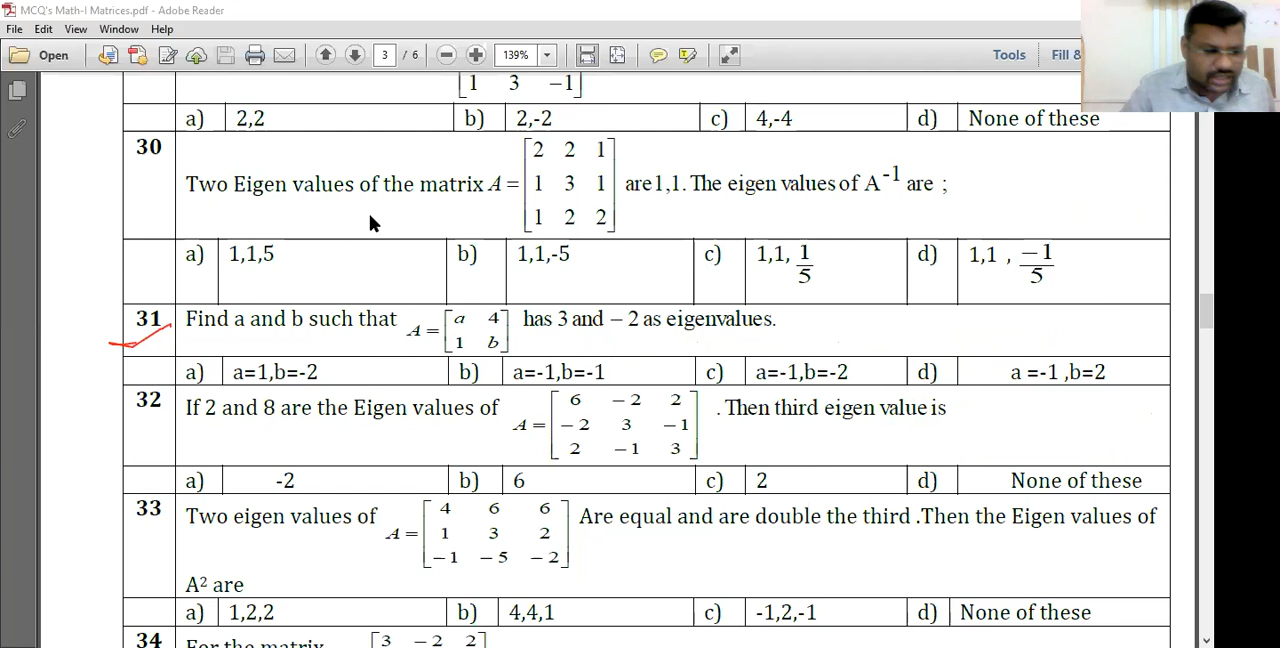 MCQ's Math-I Matrices.pdf - Adobe Reader
File Edit View Window Help
Open 3 / 6 139% Tools Fill &
1 3 −1
a) 2,2 b) 2,-2 c) 4,-4 d) None of these
30
2 2 1
Two Eigen values of the matrix A = 1 3 1 are 1,1. The eigen values of A⁻¹ are ;
1 2 2
a) 1,1,5 b) 1,1,-5 c) 1,1, 1/5 d) 1,1 , −1/5
31 Find a and b such that A = [a 4 has 3 and − 2 as eigenvalues.
1 b]
a) a=1,b=-2 b) a=-1,b=-1 c) a=-1,b=-2 d) a =-1 ,b=2
32
6 −2 2
If 2 and 8 are the Eigen values of A = −2 3 −1 . Then third eigen value is
2 −1 3
a) -2 b) 6 c) 2 d) None of these
33
4 6 6
Two eigen values of A = 1 3 2 Are equal and are double the third .Then the Eigen values of
−1 −5 −2
A² are
a) 1,2,2 b) 4,4,1 c) -1,2,-1 d) None of these
34 For the matrix 3 −2 2